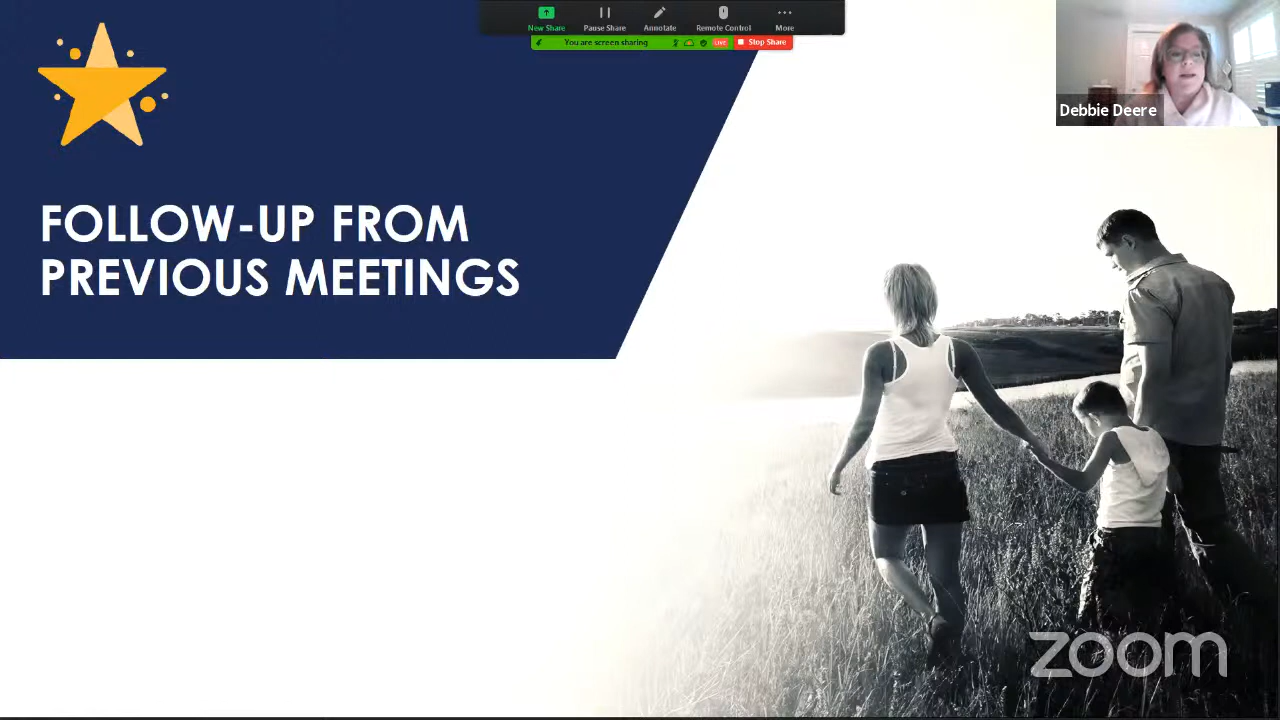 New Share
Pause Share
Annotate
Remote Control
More
You are screen sharing
LIVE
Stop Share
Debbie Deere
FOLLOW-UP FROM
PREVIOUS MEETINGS
zoom